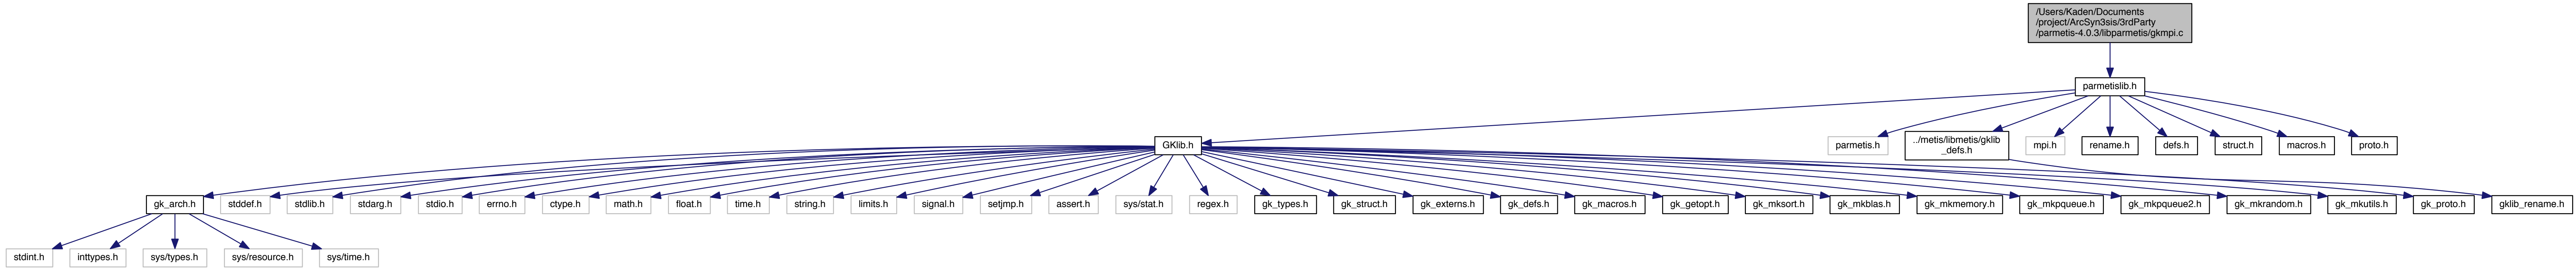 /Users/Kaden/Documents
/project/ArcSyn3sis/3rdParty
/parmetis-4.0.3/libparmetis/gkmpi.c
parmetislib.h
GKlib.h
parmetis.h
../metis/libmetis/gklib
_defs.h
mpi.h
rename.h
defs.h
struct.h
macros.h
proto.h
gk_arch.h
stddef.h
stdlib.h
stdarg.h
stdio.h
errno.h
ctype.h
math.h
float.h
time.h
string.h
limits.h
signal.h
setjmp.h
assert.h
sys/stat.h
regex.h
gk_types.h
gk_struct.h
gk_externs.h
gk_defs.h
gk_macros.h
gk_getopt.h
gk_mksort.h
gk_mkblas.h
gk_mkmemory.h
gk_mkpqueue.h
gk_mkpqueue2.h
gk_mkrandom.h
gk_mkutils.h
gk_proto.h
gklib_rename.h
stdint.h
inttypes.h
sys/types.h
sys/resource.h
sys/time.h